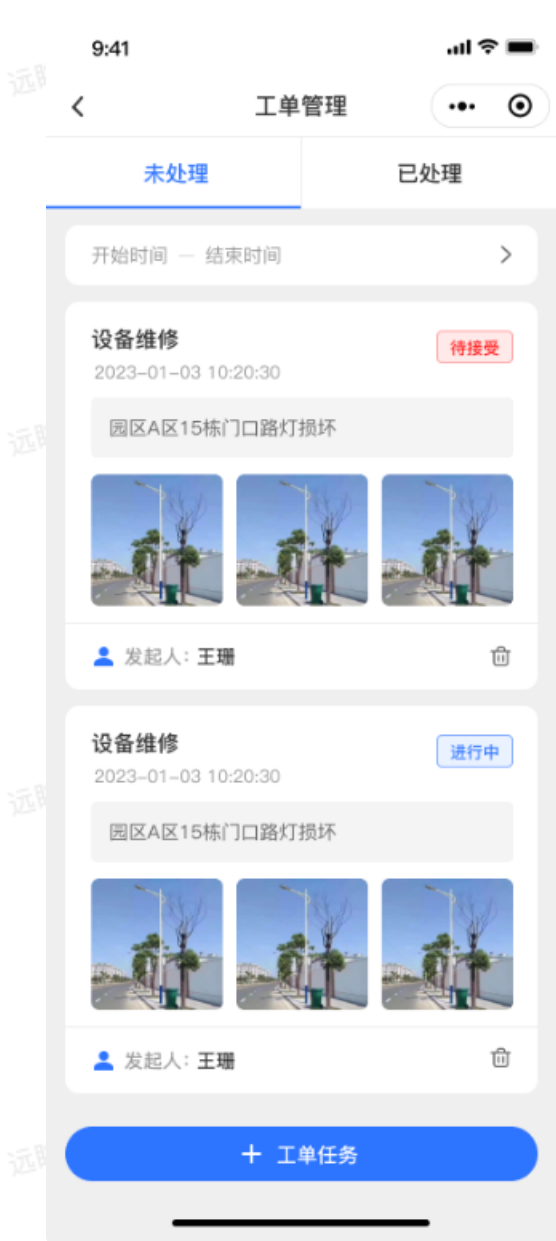 9:41
工单管理
未处理
已处理
开始时间 — 结束时间
设备维修
待接受
2023-01-03 10:20:30
园区A区15栋门口路灯损坏
发起人: 王珊
设备维修
进行中
2023-01-03 10:20:30
园区A区15栋门口路灯损坏
发起人: 王珊
+ 工单任务